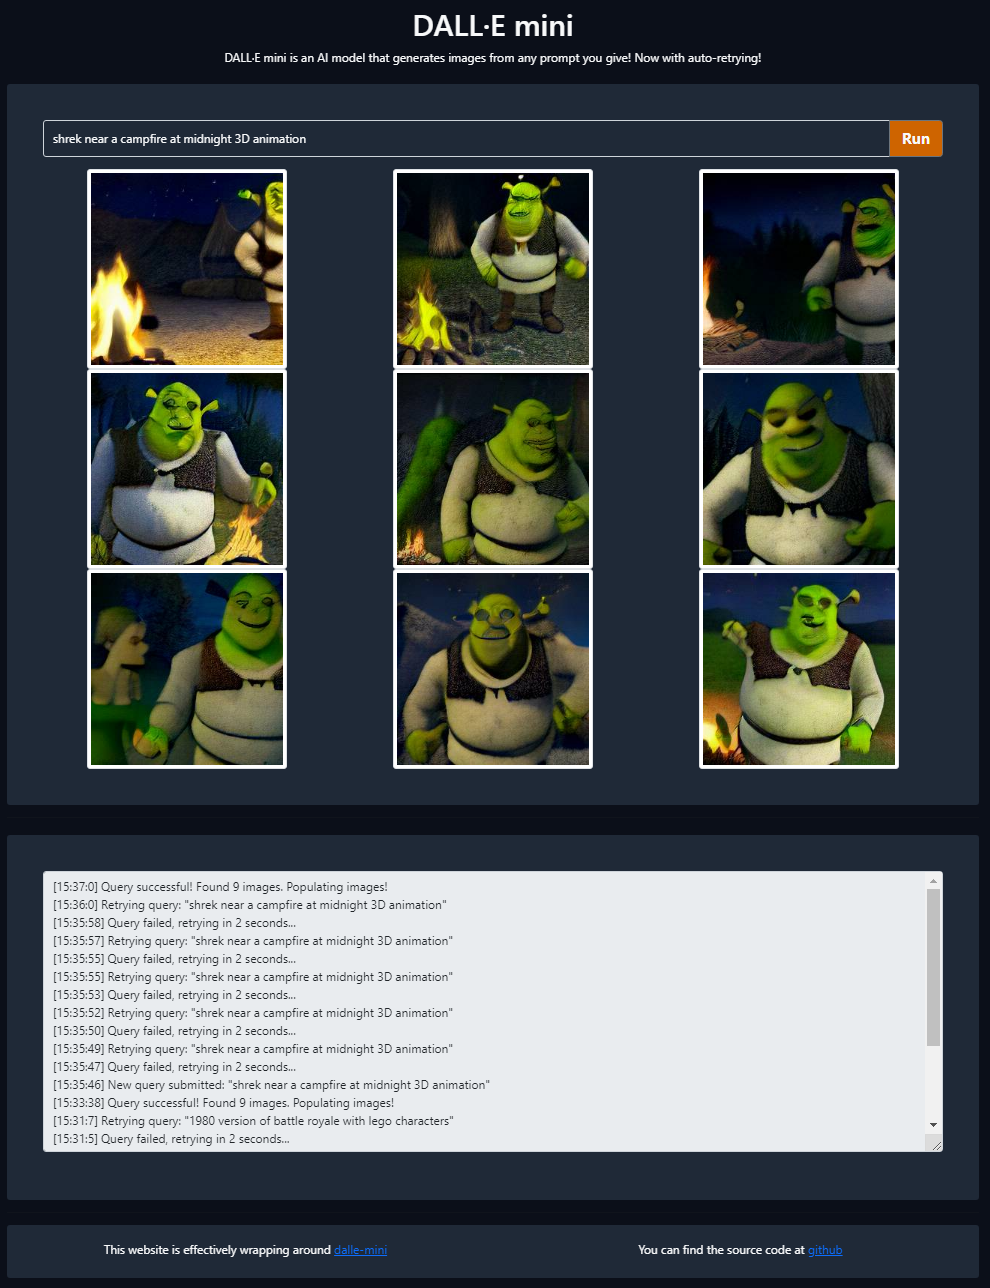 DALL·E mini
DALL·E mini is an AI model that generates images from any prompt you give! Now with auto-retrying!
shrek near a campfire at midnight 3D animation
Run
[15:37:0] Query successful! Found 9 images. Populating images!
[15:36:0] Retrying query: "shrek near a campfire at midnight 3D animation"
[15:35:58] Query failed, retrying in 2 seconds...
[15:35:57] Retrying query: "shrek near a campfire at midnight 3D animation"
[15:35:55] Query failed, retrying in 2 seconds...
[15:35:55] Retrying query: "shrek near a campfire at midnight 3D animation"
[15:35:53] Query failed, retrying in 2 seconds...
[15:35:52] Retrying query: "shrek near a campfire at midnight 3D animation"
[15:35:50] Query failed, retrying in 2 seconds...
[15:35:49] Retrying query: "shrek near a campfire at midnight 3D animation"
[15:35:47] Query failed, retrying in 2 seconds...
[15:35:46] New query submitted: "shrek near a campfire at midnight 3D animation"
[15:33:38] Query successful! Found 9 images. Populating images!
[15:31:7] Retrying query: "1980 version of battle royale with lego characters"
[15:31:5] Query failed, retrying in 2 seconds...
This website is effectively wrapping around dalle-mini
You can find the source code at github